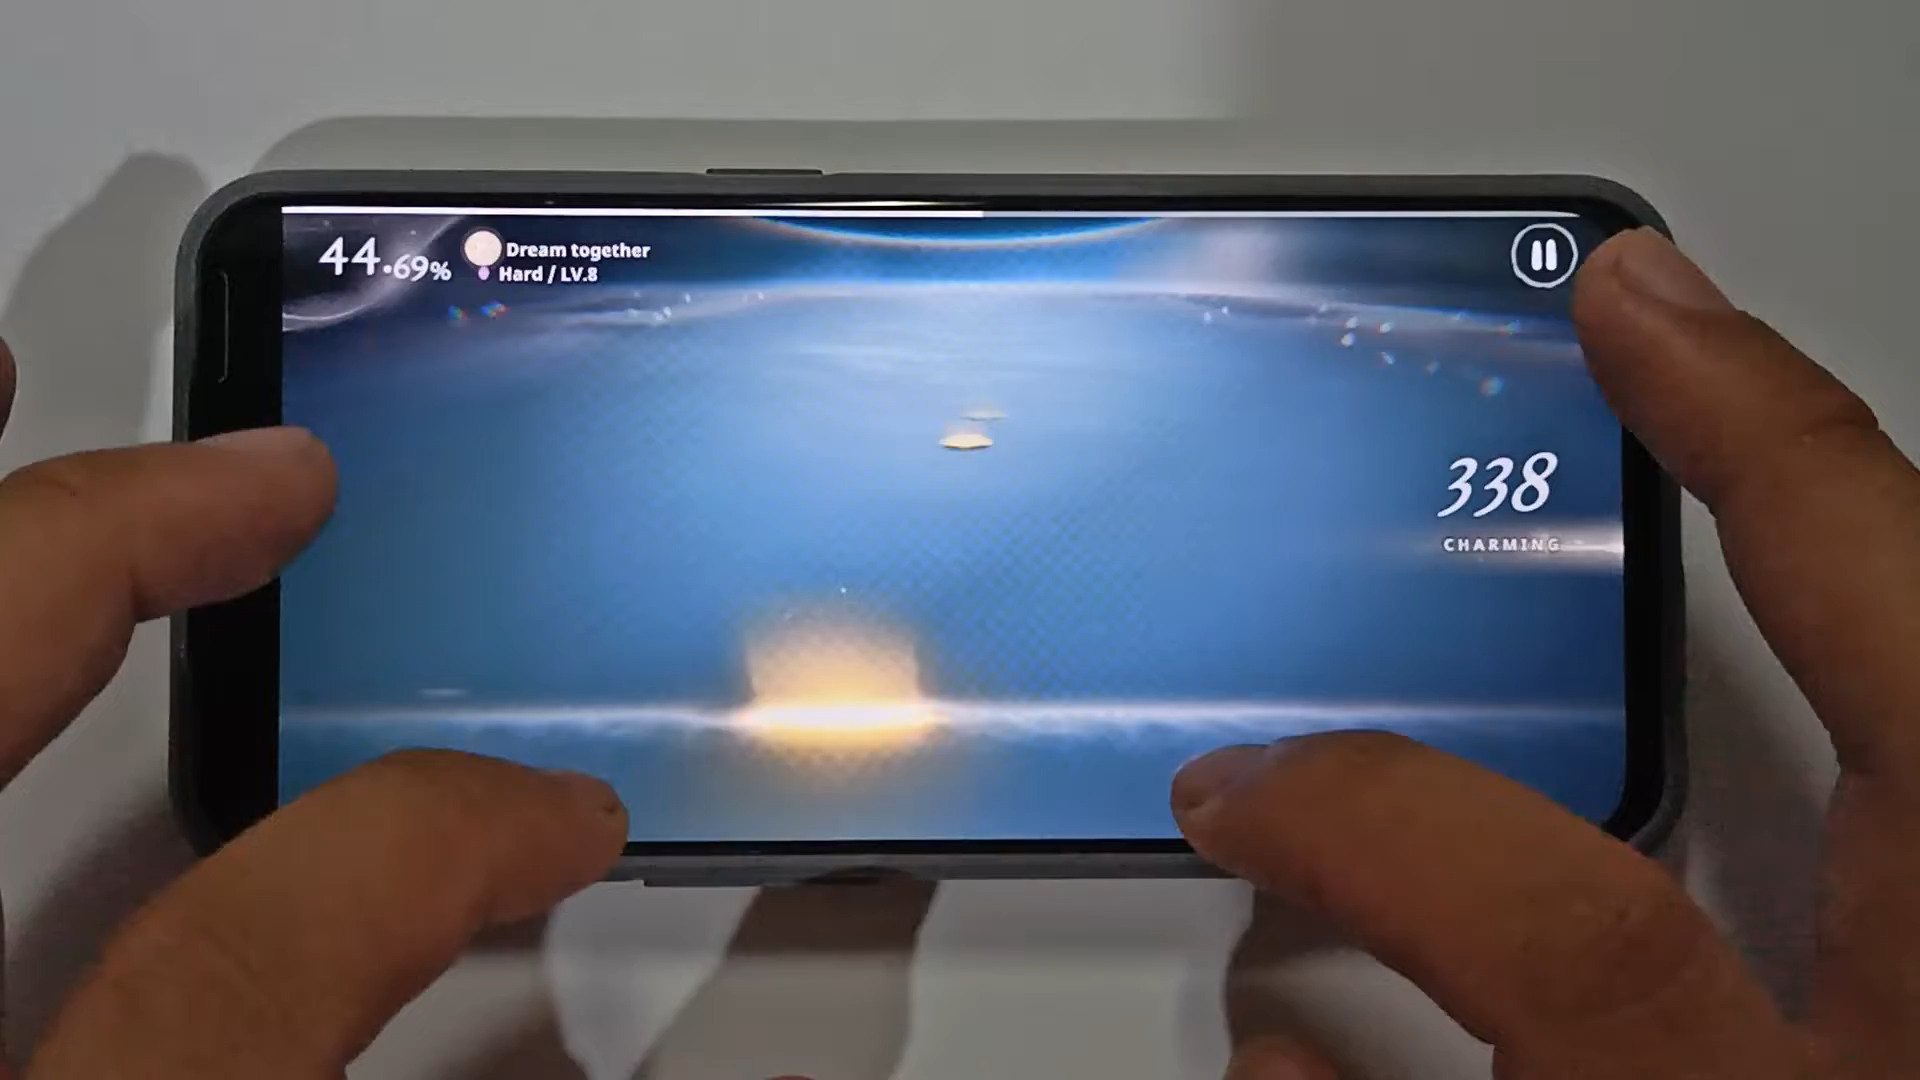 44.69%
Dream together
Hard / LV.8
338
CHARMING